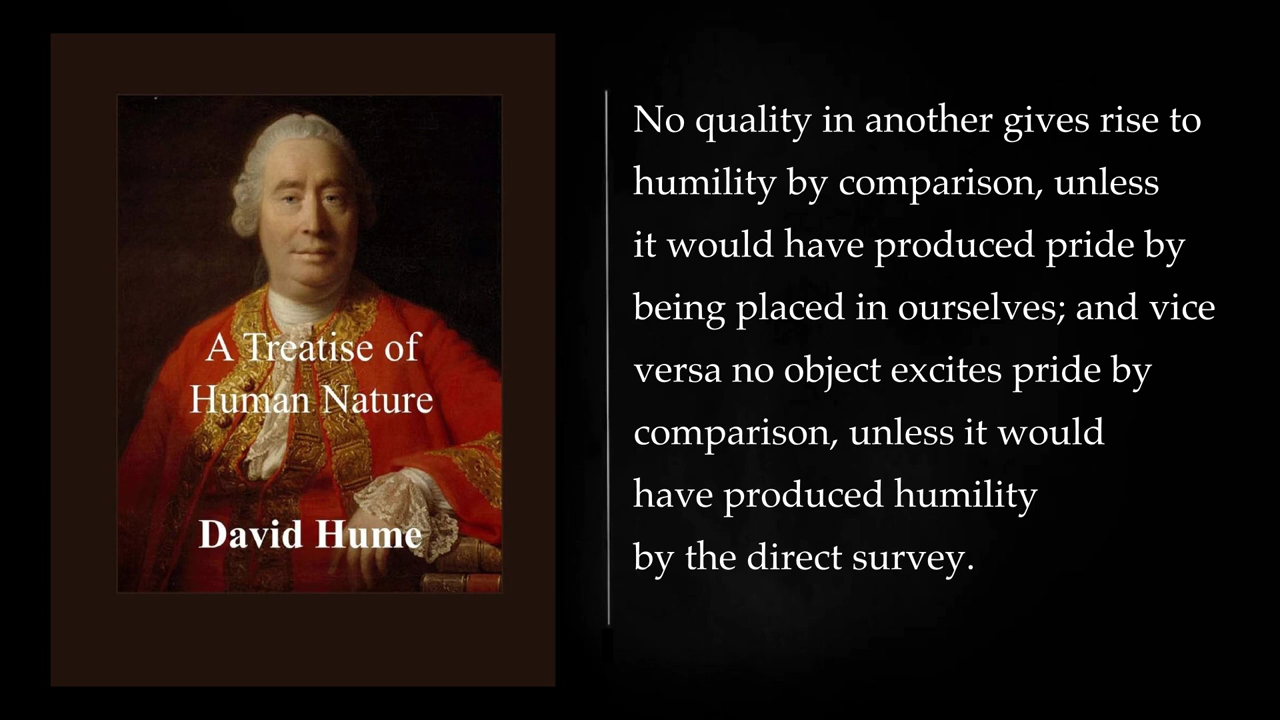 A Treatise of
Human Nature
David Hume
No quality in another gives rise to
humility by comparison, unless
it would have produced pride by
being placed in ourselves; and vice
versa no object excites pride by
comparison, unless it would
have produced humility
by the direct survey.